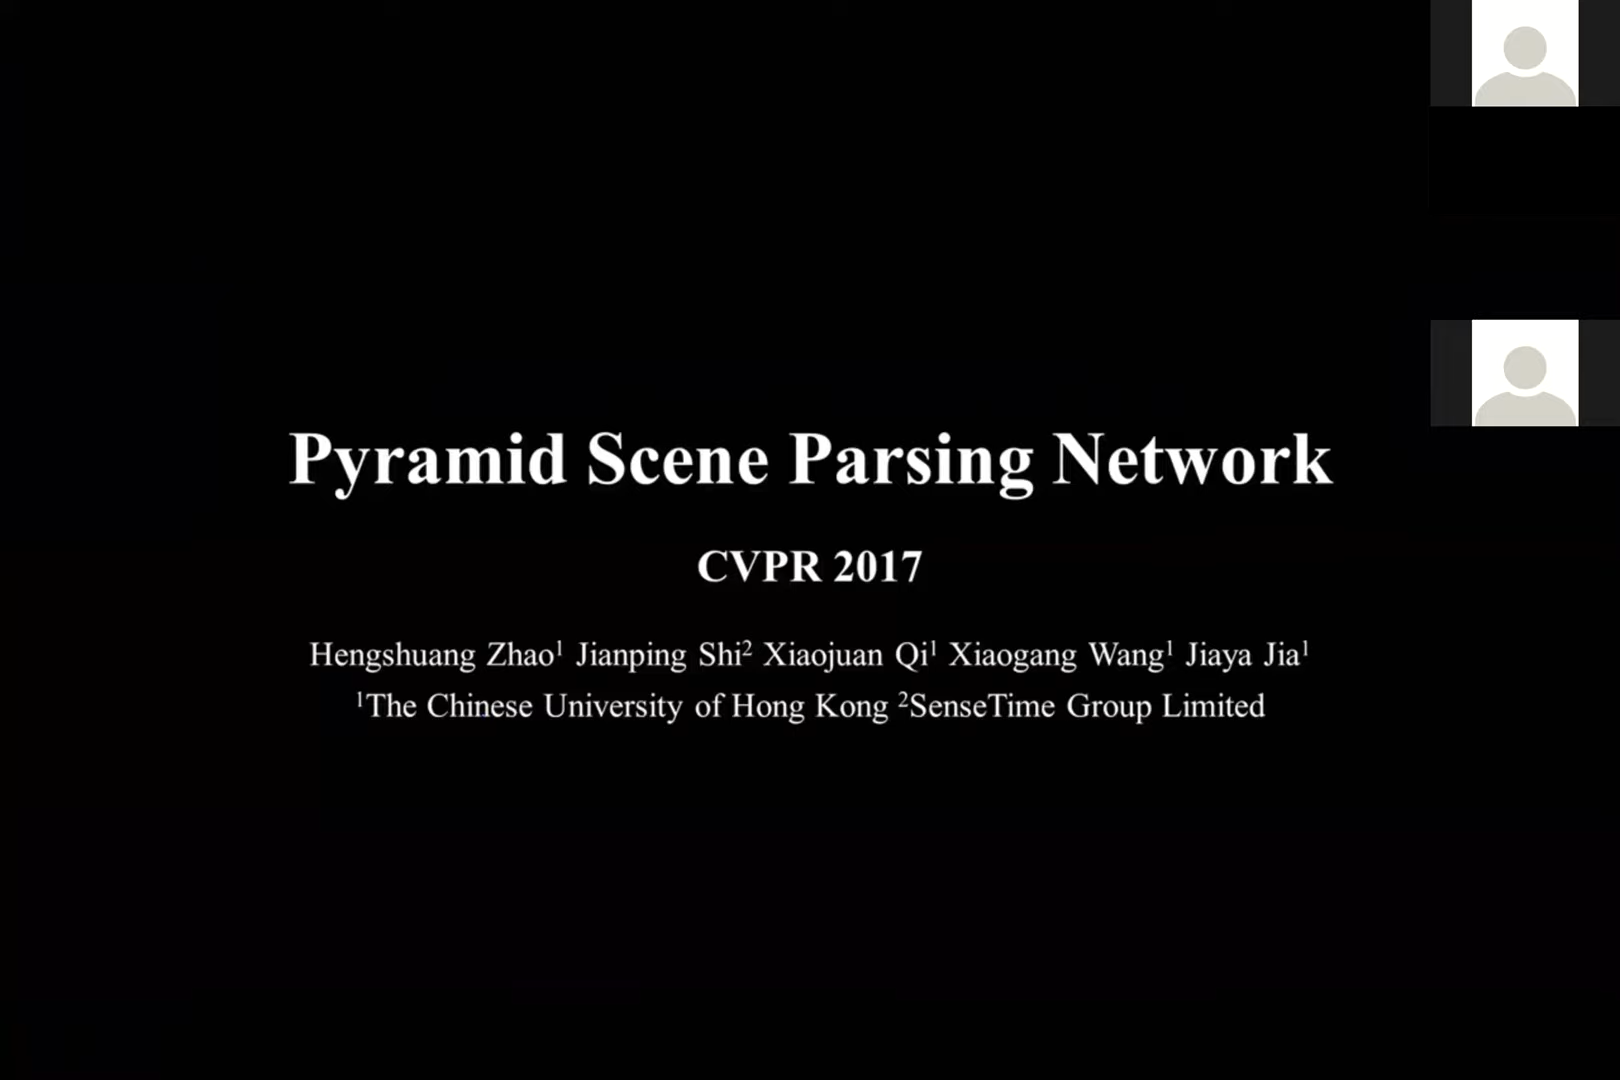 Pyramid Scene Parsing Network
CVPR 2017
Hengshuang Zhao¹ Jianping Shi² Xiaojuan Qi¹ Xiaogang Wang¹ Jiaya Jia¹
¹The Chinese University of Hong Kong ²SenseTime Group Limited